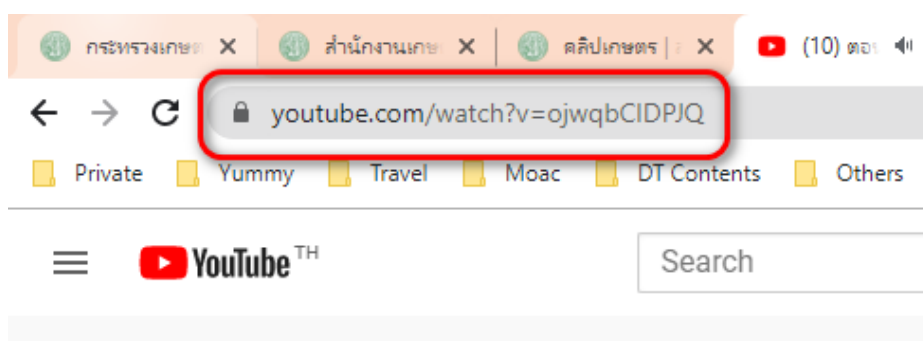 กระทรวงเกษต สำนักงานเกษ คลิปเกษตร | (10) ตอ
youtube.com/watch?v=ojwqbCIDPJQ
Private Yummy Travel Moac DT Contents Others
YouTube TH Search